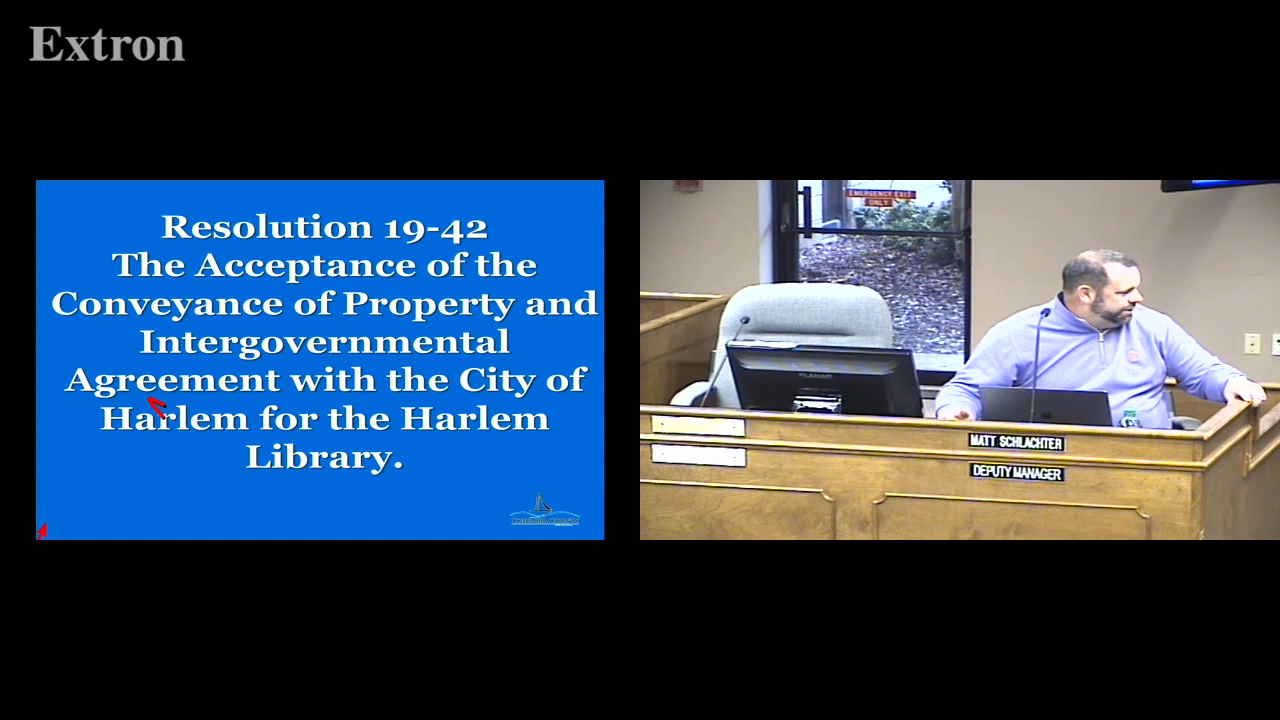 Extron
Resolution 19-42
The Acceptance of the
Conveyance of Property and
Intergovernmental
Agreement with the City of
Harlem for the Harlem
Library.
EMERGENCY EXIT
ONLY
MATT SCHLACHTER
DEPUTY MANAGER